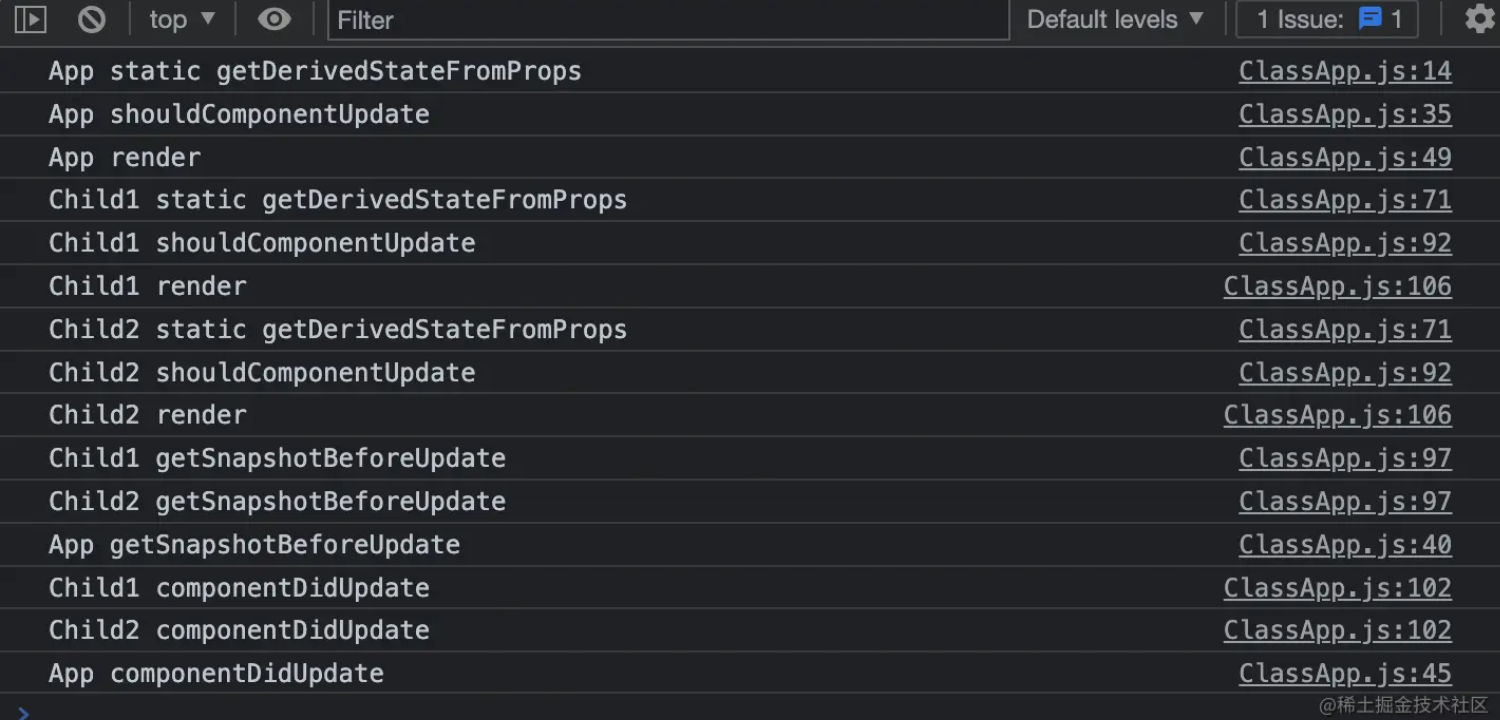 top ▼ Filter Default levels ▼ 1 Issue: 1
App static getDerivedStateFromProps ClassApp.js:14
App shouldComponentUpdate ClassApp.js:35
App render ClassApp.js:49
Child1 static getDerivedStateFromProps ClassApp.js:71
Child1 shouldComponentUpdate ClassApp.js:92
Child1 render ClassApp.js:106
Child2 static getDerivedStateFromProps ClassApp.js:71
Child2 shouldComponentUpdate ClassApp.js:92
Child2 render ClassApp.js:106
Child1 getSnapshotBeforeUpdate ClassApp.js:97
Child2 getSnapshotBeforeUpdate ClassApp.js:97
App getSnapshotBeforeUpdate ClassApp.js:40
Child1 componentDidUpdate ClassApp.js:102
Child2 componentDidUpdate ClassApp.js:102
App componentDidUpdate ClassApp.js:45
@稀土掘金技术社区